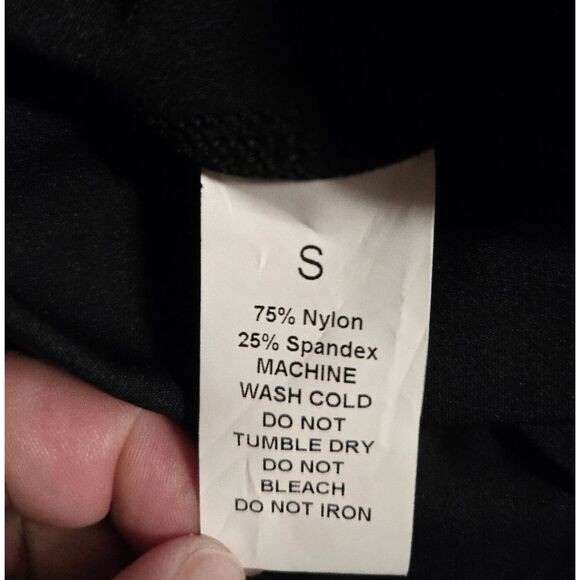 S
75% Nylon
25% Spandex
MACHINE
WASH COLD
DO NOT
TUMBLE DRY
DO NOT
BLEACH
DO NOT IRON